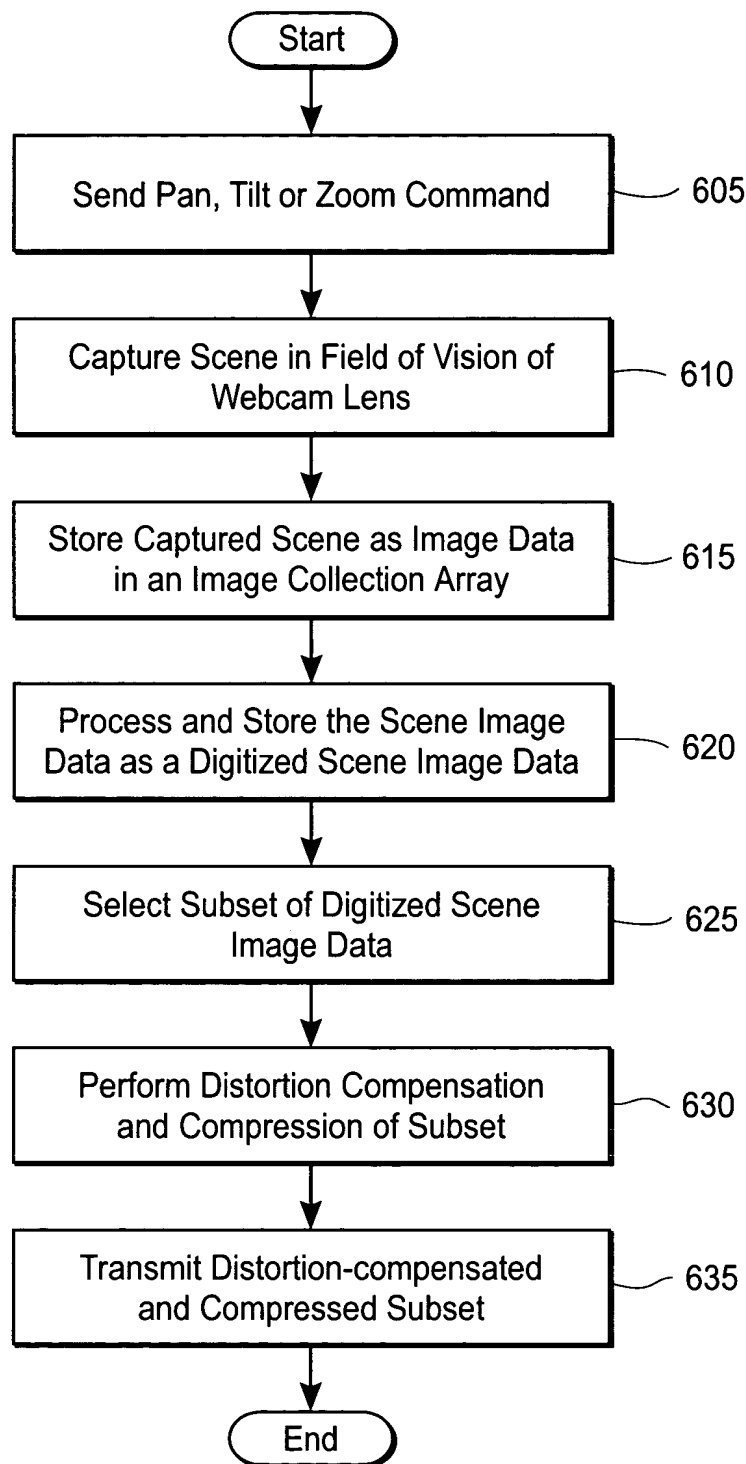 Start
Send Pan, Tilt or Zoom Command
605
Capture Scene in Field of Vision of
Webcam Lens
610
Store Captured Scene as Image Data
in an Image Collection Array
615
Process and Store the Scene Image
Data as a Digitized Scene Image Data
620
Select Subset of Digitized Scene
Image Data
625
Perform Distortion Compensation
and Compression of Subset
630
Transmit Distortion-compensated
and Compressed Subset
635
End